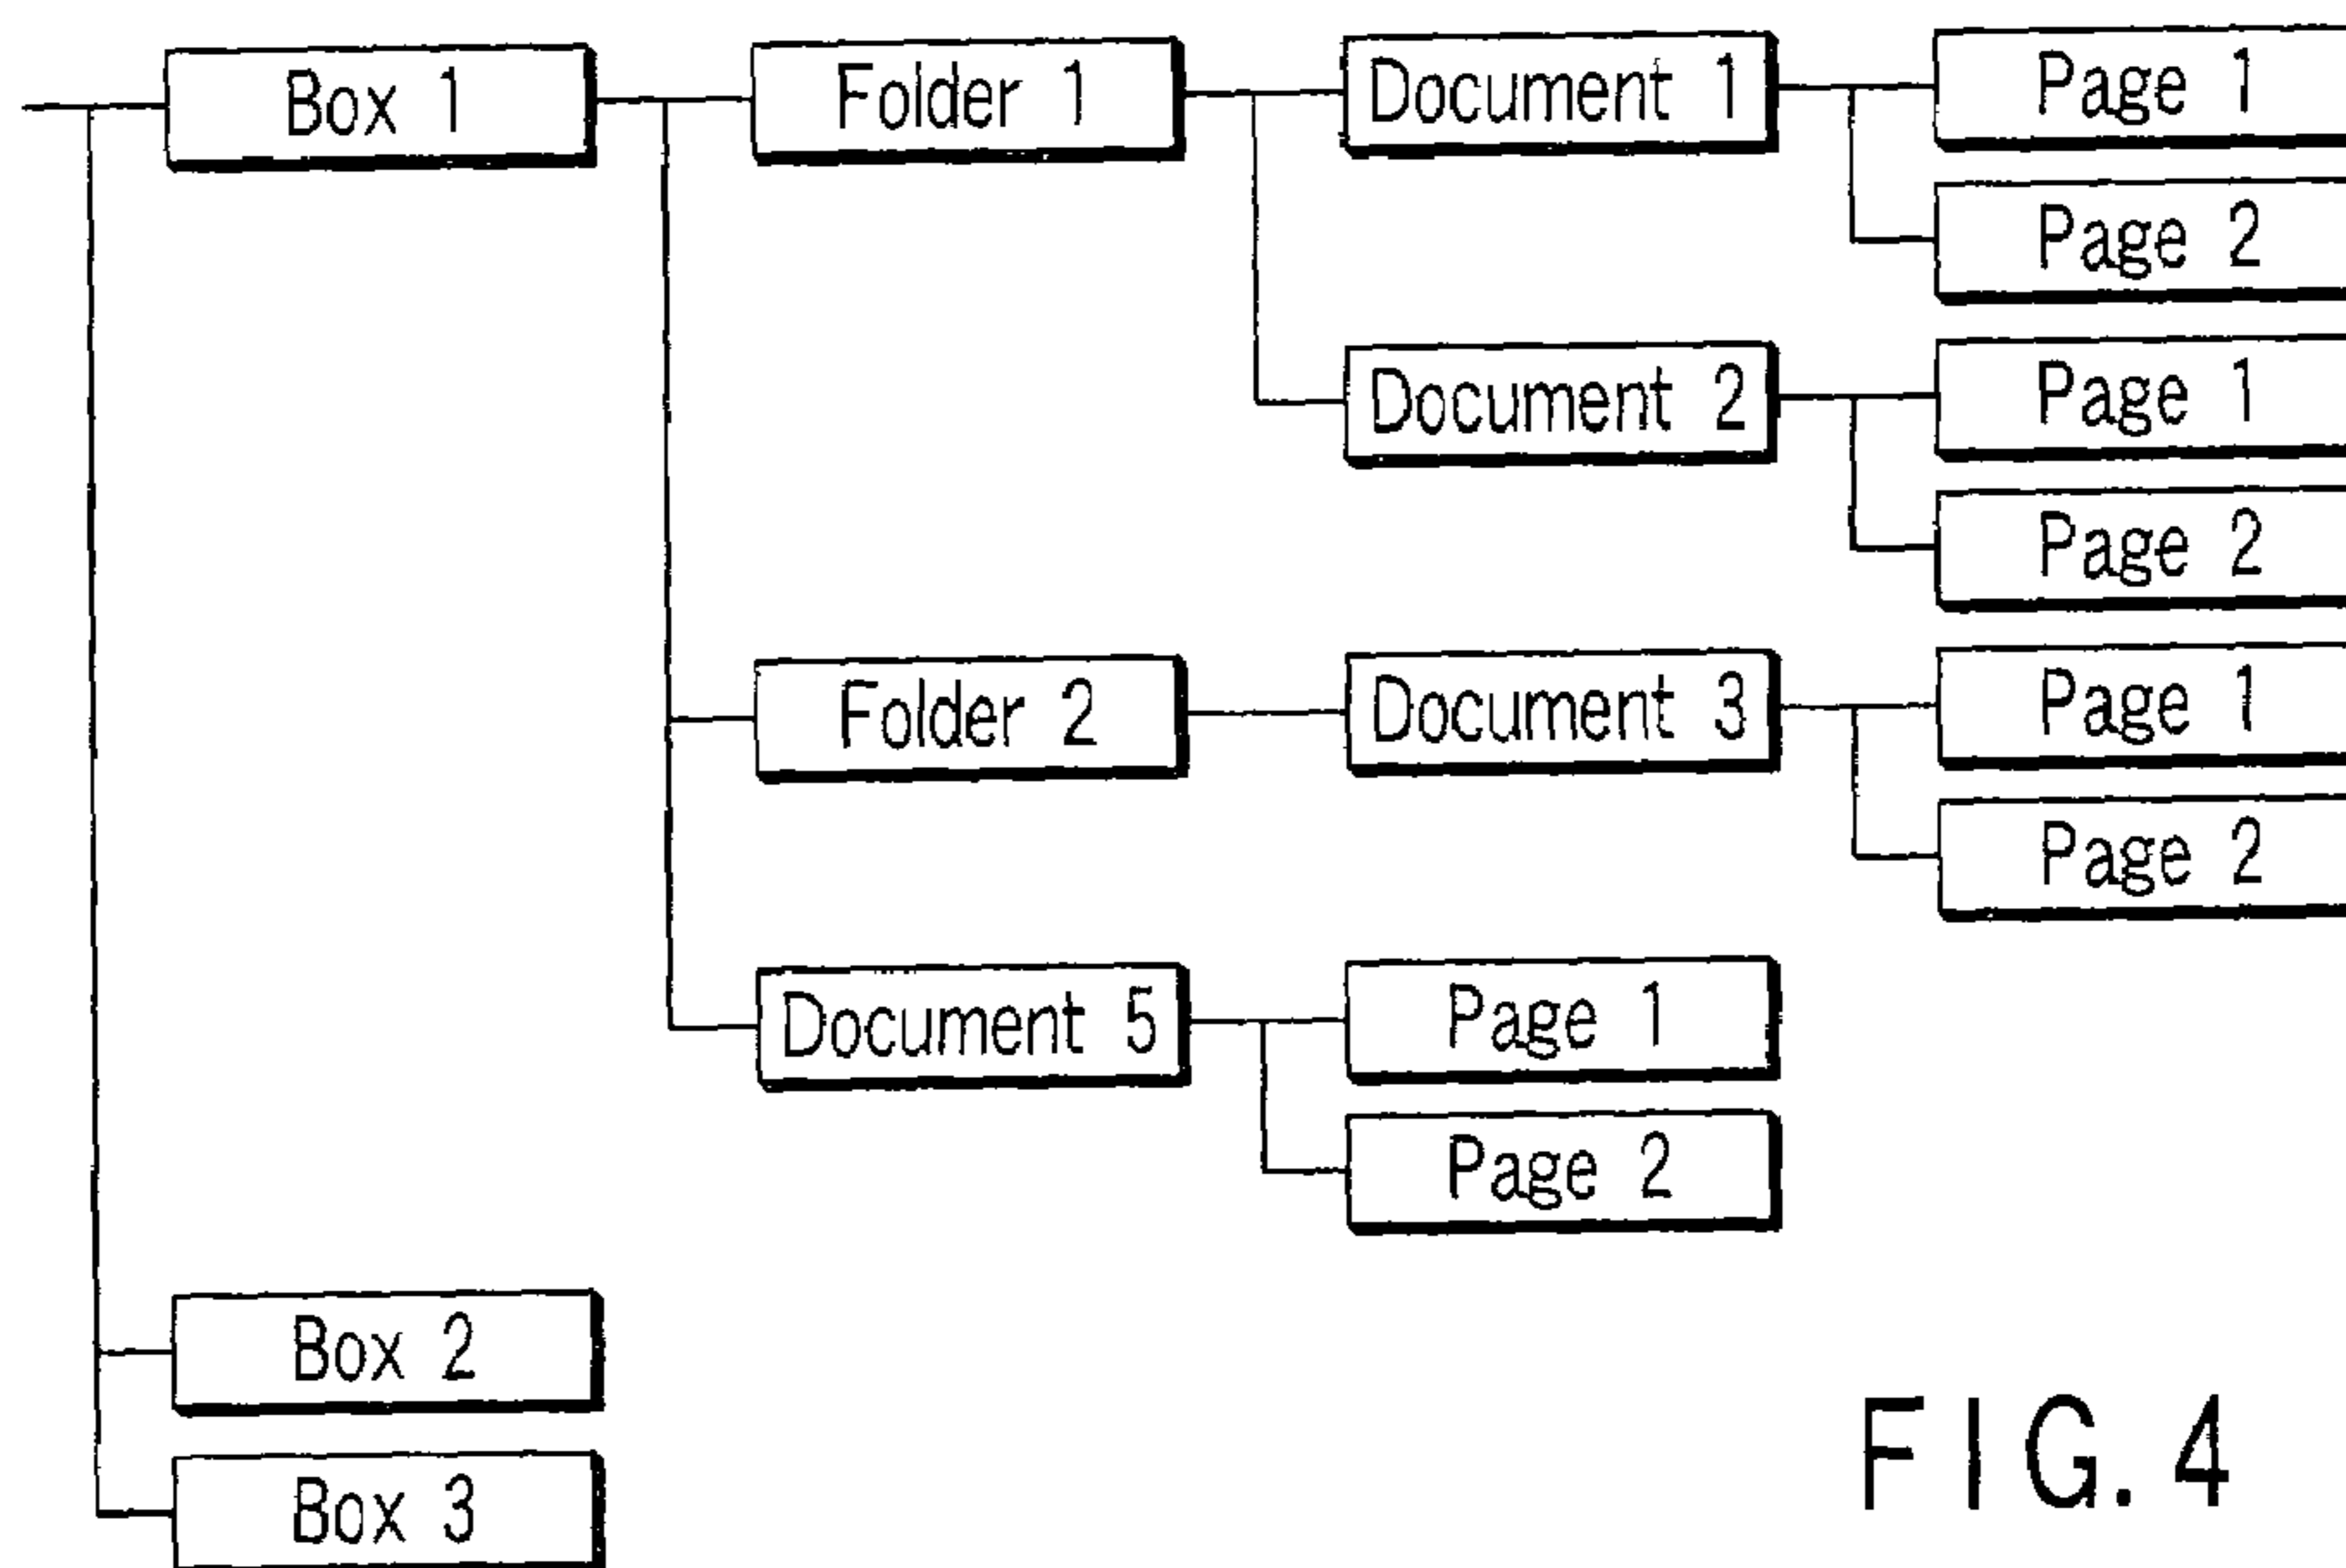 Box 1 Folder 1 Document 1 Page 1
Page 2
Document 2 Page 1
Page 2
Folder 2 Document 3 Page 1
Page 2
Document 5 Page 1
Page 2
Box 2
Box 3
FIG. 4